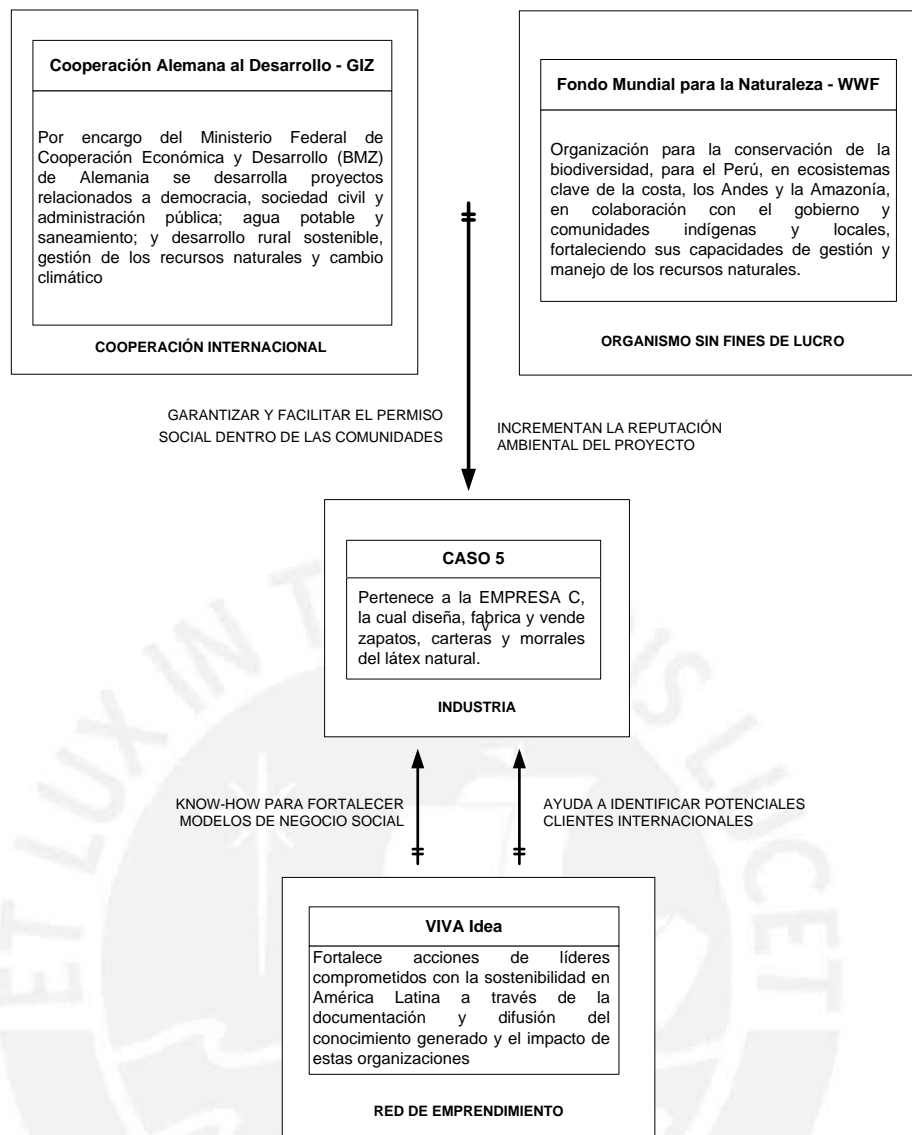 Cooperación Alemana al Desarrollo - GIZ
Por encargo del Ministerio Federal de
Cooperación Económica y Desarrollo (BMZ)
de Alemania se desarrolla proyectos
relacionados a democracia, sociedad civil y
administración pública; agua potable y
saneamiento; y desarrollo rural sostenible,
gestión de los recursos naturales y cambio
climático
COOPERACIÓN INTERNACIONAL
Fondo Mundial para la Naturaleza - WWF
Organización para la conservación de la
biodiversidad, para el Perú, en ecosistemas
clave de la costa, los Andes y la Amazonía,
en colaboración con el gobierno y
comunidades indígenas y locales,
fortaleciendo sus capacidades de gestión y
manejo de los recursos naturales.
ORGANISMO SIN FINES DE LUCRO
GARANTIZAR Y FACILITAR EL PERMISO
SOCIAL DENTRO DE LAS COMUNIDADES
INCREMENTAN LA REPUTACIÓN
AMBIENTAL DEL PROYECTO
CASO 5
Pertenece a la EMPRESA C,
la cual diseña, fabrica y vende
v
zapatos, carteras y morrales
del látex natural.
INDUSTRIA
KNOW-HOW PARA FORTALECER
MODELOS DE NEGOCIO SOCIAL
AYUDA A IDENTIFICAR POTENCIALES
CLIENTES INTERNACIONALES
VIVA Idea
Fortalece acciones de líderes
comprometidos con la sostenibilidad en
América Latina a través de la
documentación y difusión del
conocimiento generado y el impacto de
estas organizaciones
RED DE EMPRENDIMIENTO
ET LUX IN T
IS LUCET